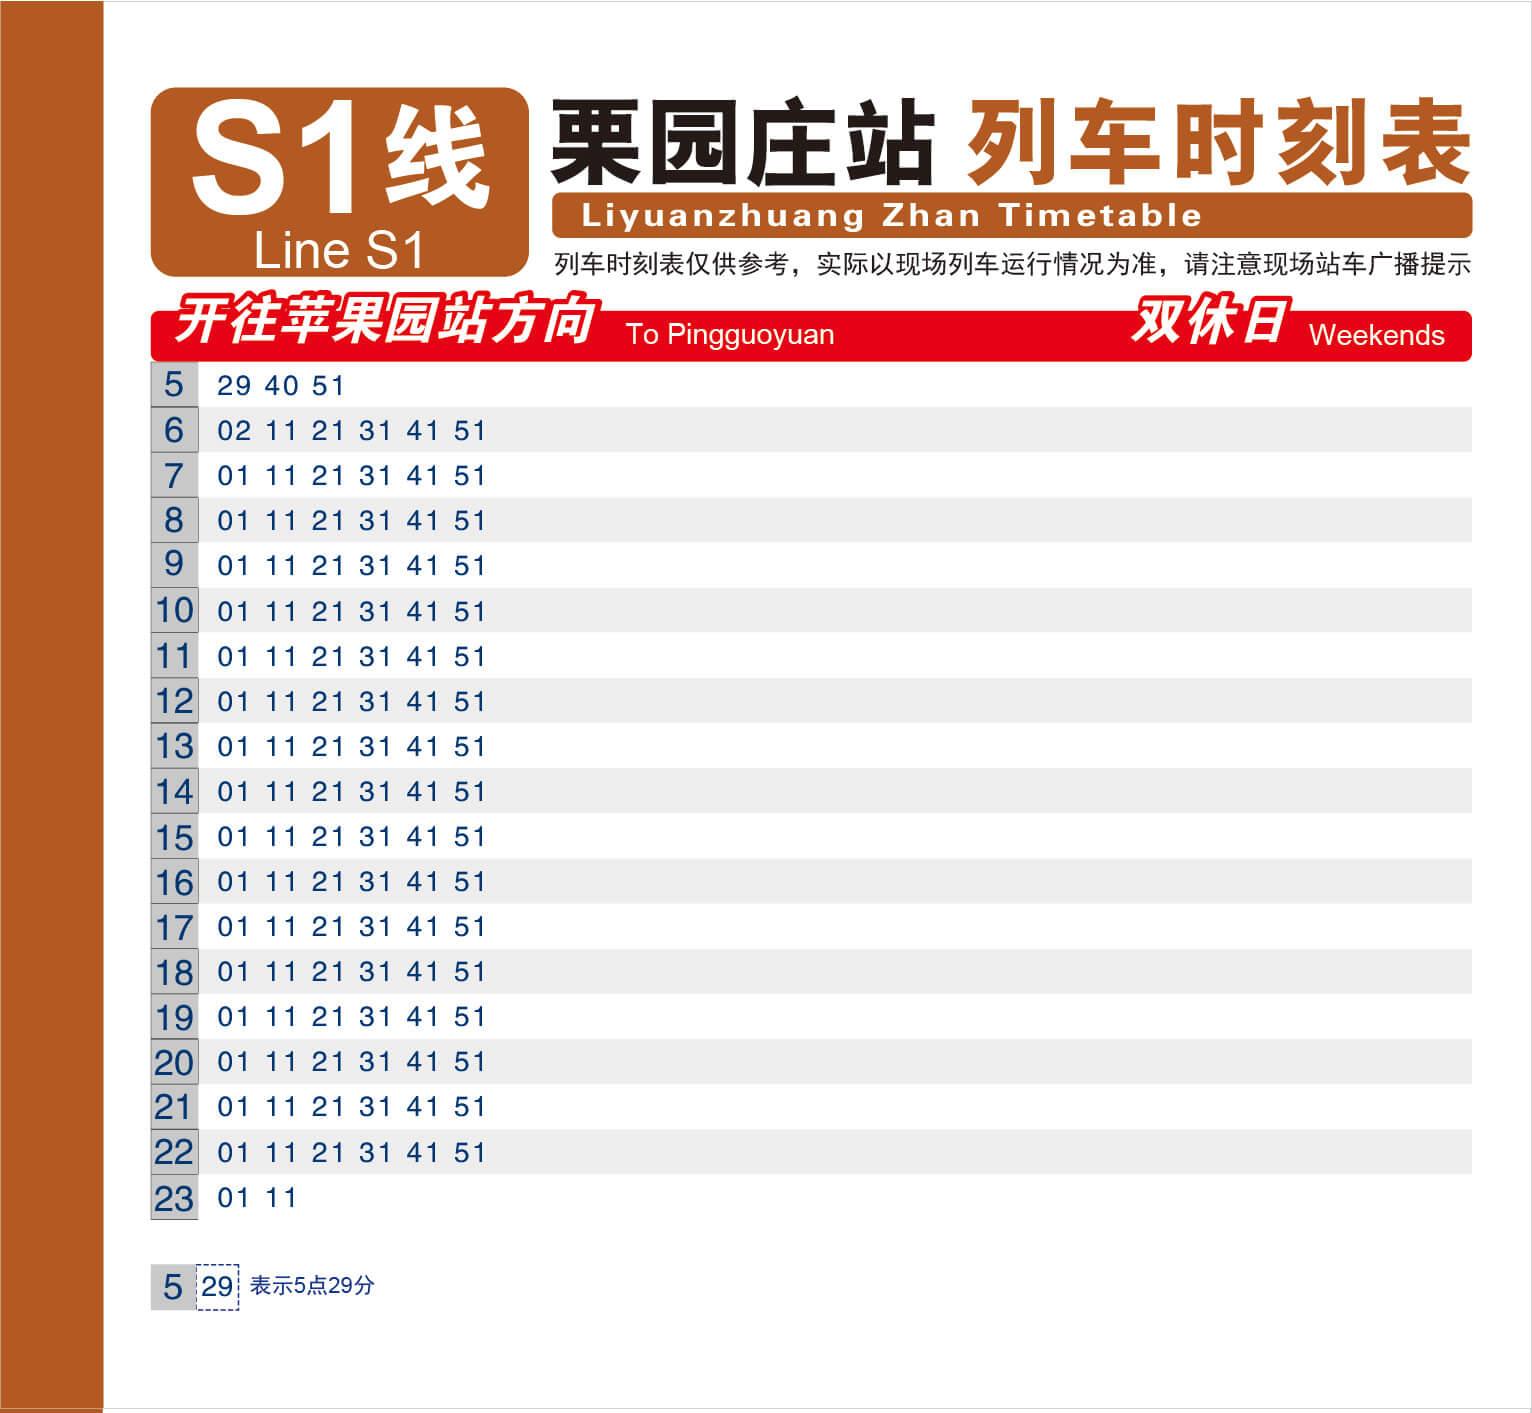 S1线
Line S1
栗园庄站 列车时刻表
Liyuanzhuang Zhan Timetable
列车时刻表仅供参考，实际以现场列车运行情况为准，请注意现场站车广播提示
开往苹果园站方向 To Pingguoyuan 双休日 Weekends
5 29 40 51
6 02 11 21 31 41 51
7 01 11 21 31 41 51
8 01 11 21 31 41 51
9 01 11 21 31 41 51
10 01 11 21 31 41 51
11 01 11 21 31 41 51
12 01 11 21 31 41 51
13 01 11 21 31 41 51
14 01 11 21 31 41 51
15 01 11 21 31 41 51
16 01 11 21 31 41 51
17 01 11 21 31 41 51
18 01 11 21 31 41 51
19 01 11 21 31 41 51
20 01 11 21 31 41 51
21 01 11 21 31 41 51
22 01 11 21 31 41 51
23 01 11
5 29 表示5点29分